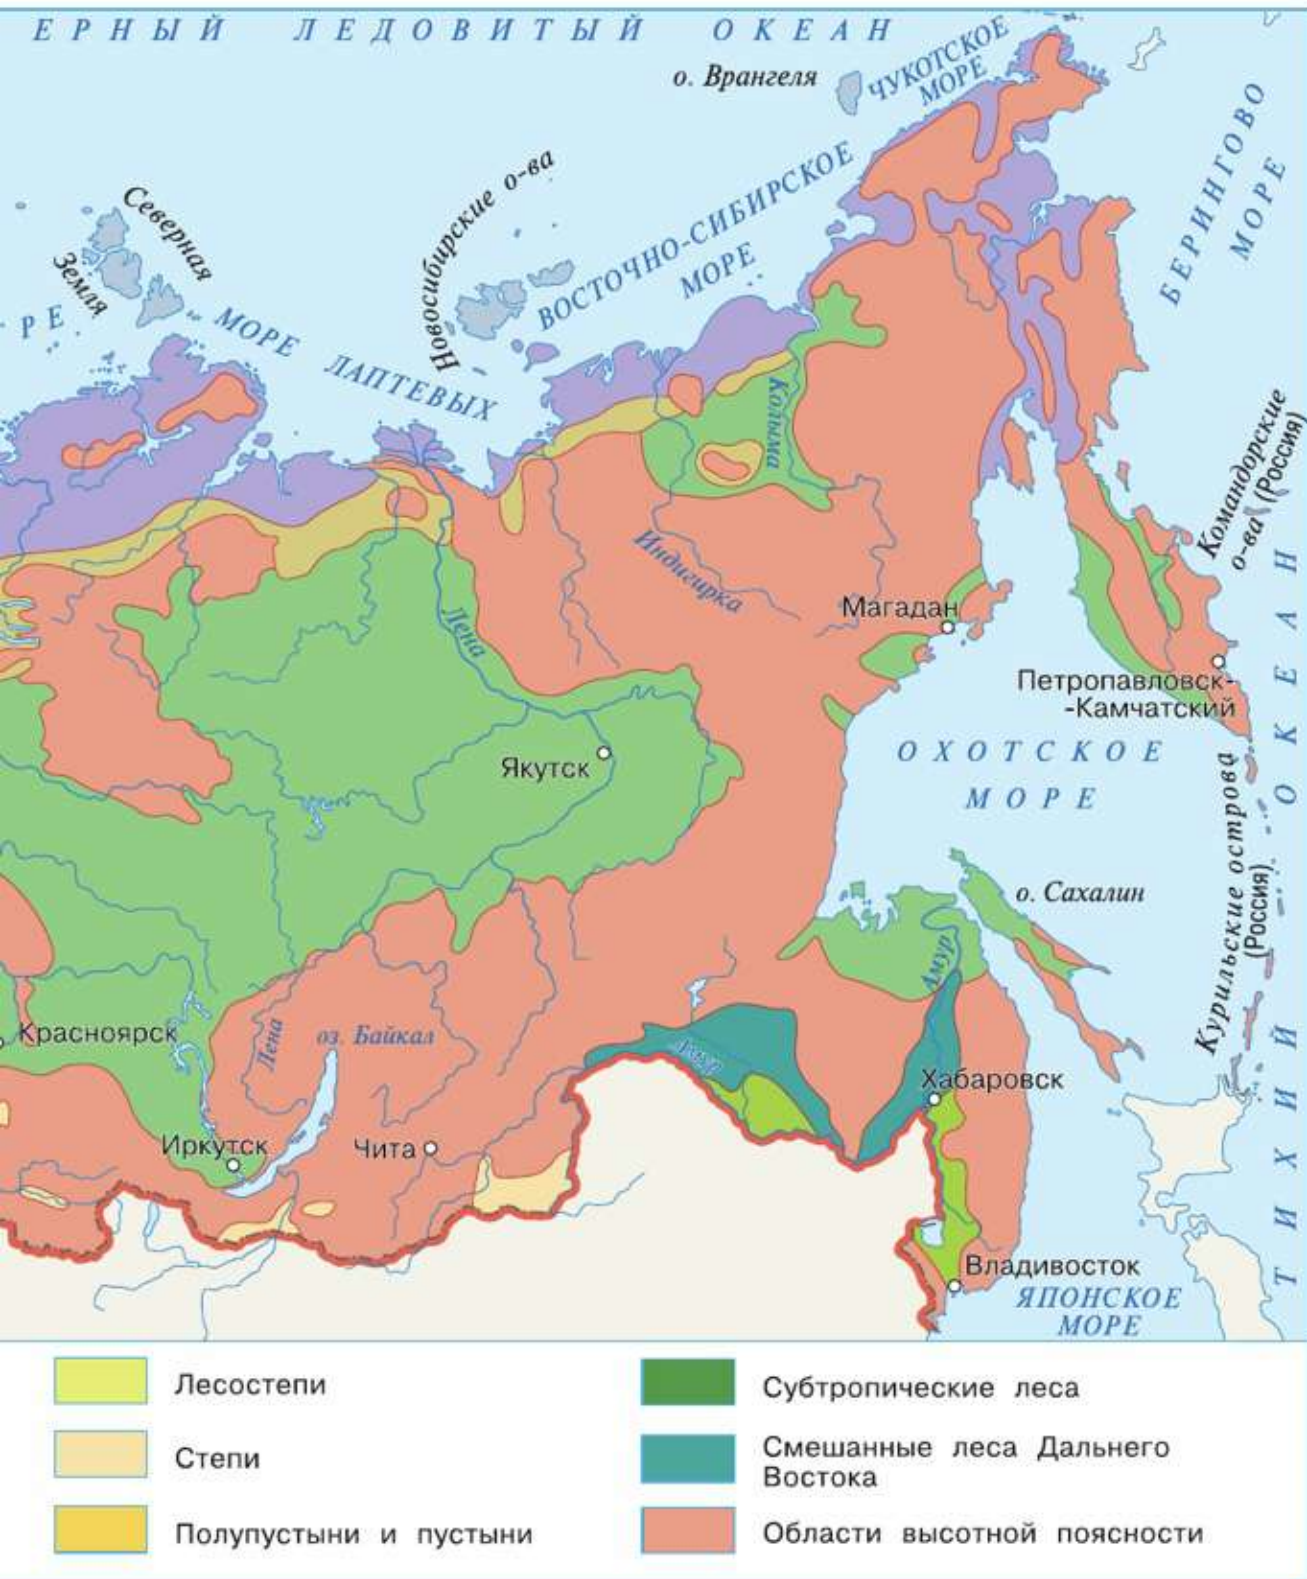 ЕРНЫЙ ЛЕДОВИТЫЙ ОКЕАН
о. Врангеля
ЧУКОТСКОЕ
МОРЕ
БЕРИНГОВО
МОРЕ
Северная
Земля
РЕ
Новосибирские о-ва
ВОСТОЧНО-СИБИРСКОЕ
МОРЕ
МОРЕ
ЛАПТЕВЫХ
Колыма
Командорские
о-ва (Россия)
Индигирка
Лена
Магадан
Петропавловск-
-Камчатский
Якутск
ОХОТСКОЕ
МОРЕ
Курильские острова
(Россия)
ТИХИЙ ОКЕАН
о. Сахалин
Амур
Красноярск
Лена
оз. Байкал
Амур
Хабаровск
Иркутск
Чита
Владивосток
ЯПОНСКОЕ
МОРЕ
Лесостепи
Степи
Полупустыни и пустыни
Субтропические леса
Смешанные леса Дальнего
Востока
Области высотной поясности